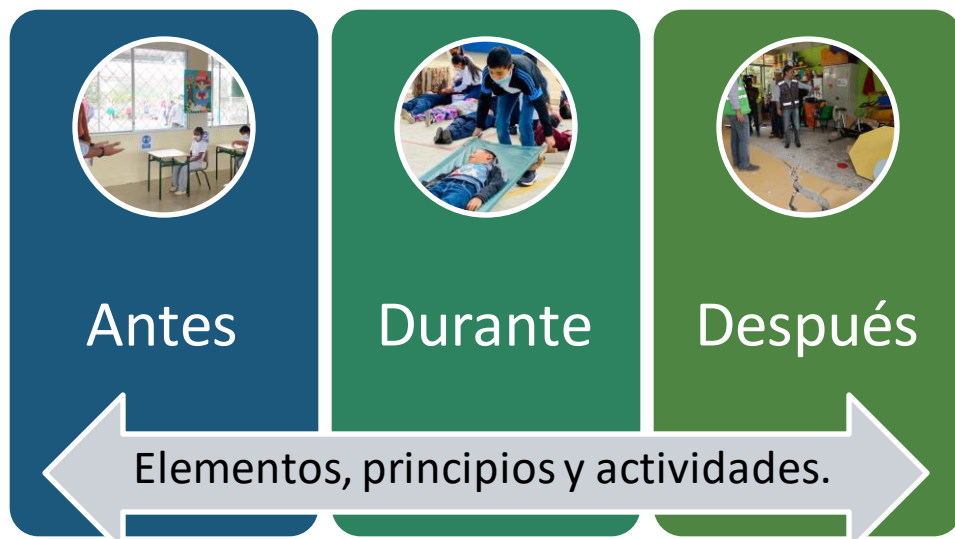 Antes
Durante
Después
Elementos, principios y actividades.